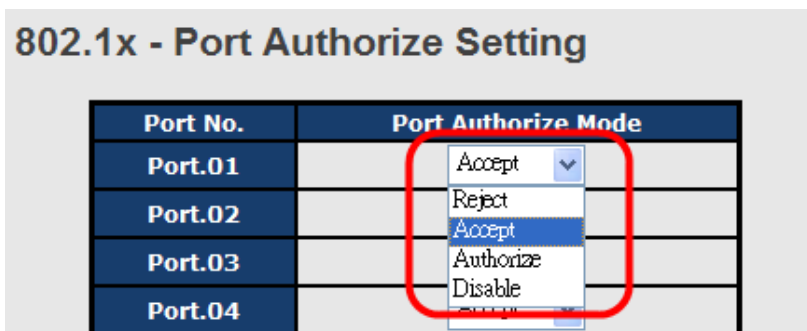 802.1x - Port Authorize Setting
Port No. Port Authorize Mode
Port.01 Accept
Reject
Port.02
Accept
Port.03 Authorize
Disable
Port.04 Accept